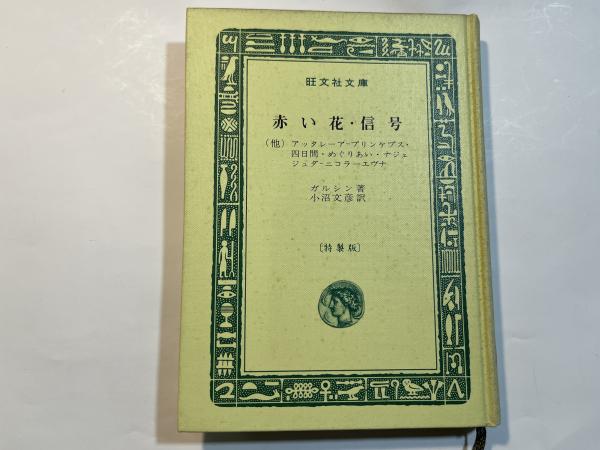 旺文社文庫
赤い花・信号
(他) アッタレーア-プリンケプス・
四日間・めぐりあい・ナジェ
ジュダ-ニコラーエヴナ
ガルシン著
小沼文彦訳
〔特製版〕